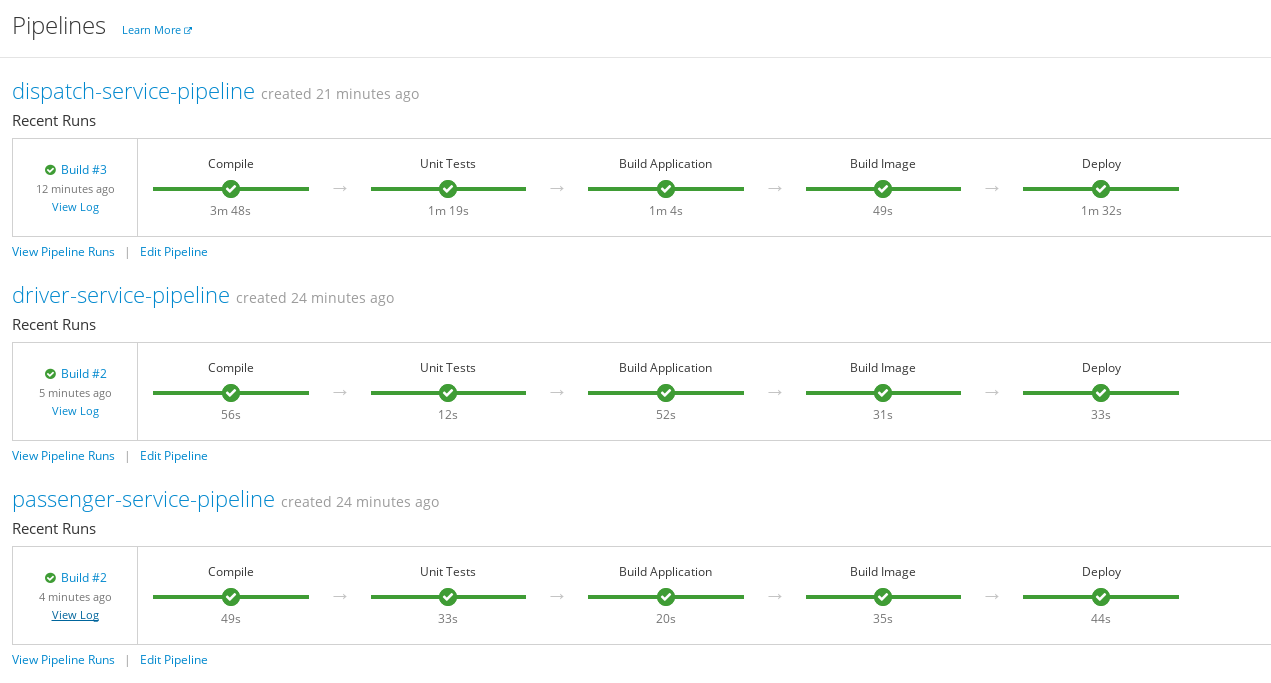 Pipelines Learn More
dispatch-service-pipeline created 21 minutes ago
Recent Runs
Build #3
12 minutes ago
View Log
Compile → Unit Tests → Build Application → Build Image → Deploy
3m 48s 1m 19s 1m 4s 49s 1m 32s
View Pipeline Runs | Edit Pipeline
driver-service-pipeline created 24 minutes ago
Recent Runs
Build #2
5 minutes ago
View Log
Compile → Unit Tests → Build Application → Build Image → Deploy
56s 12s 52s 31s 33s
View Pipeline Runs | Edit Pipeline
passenger-service-pipeline created 24 minutes ago
Recent Runs
Build #2
4 minutes ago
View Log
Compile → Unit Tests → Build Application → Build Image → Deploy
49s 33s 20s 35s 44s
View Pipeline Runs | Edit Pipeline